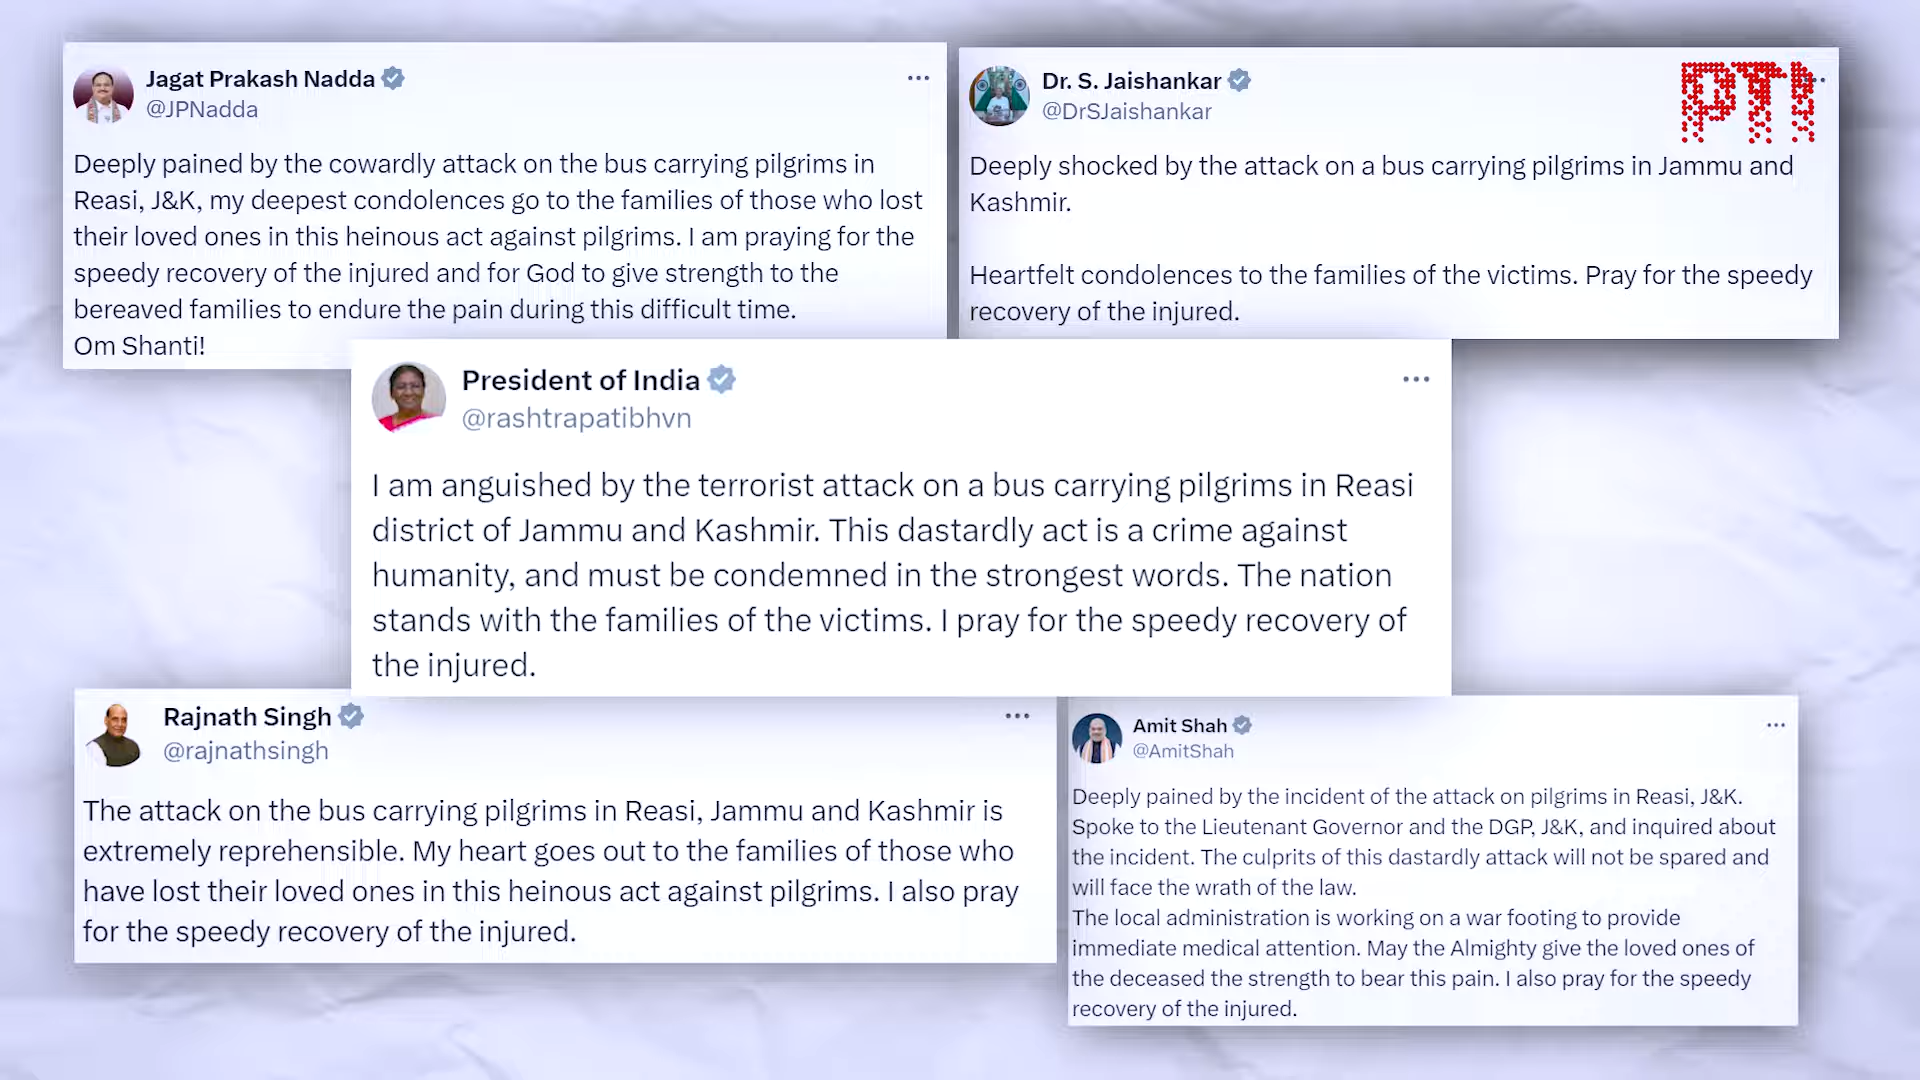 Jagat Prakash Nadda
@JPNadda
Deeply pained by the cowardly attack on the bus carrying pilgrims in
Reasi, J&K, my deepest condolences go to the families of those who lost
their loved ones in this heinous act against pilgrims. I am praying for the
speedy recovery of the injured and for God to give strength to the
bereaved families to endure the pain during this difficult time.
Om Shanti!
Dr. S. Jaishankar
@DrSJaishankar
PTI
Deeply shocked by the attack on a bus carrying pilgrims in Jammu and
Kashmir.
Heartfelt condolences to the families of the victims. Pray for the speedy
recovery of the injured.
President of India
@rashtrapatibhvn
I am anguished by the terrorist attack on a bus carrying pilgrims in Reasi
district of Jammu and Kashmir. This dastardly act is a crime against
humanity, and must be condemned in the strongest words. The nation
stands with the families of the victims. I pray for the speedy recovery of
the injured.
Rajnath Singh
@rajnathsingh
The attack on the bus carrying pilgrims in Reasi, Jammu and Kashmir is
extremely reprehensible. My heart goes out to the families of those who
have lost their loved ones in this heinous act against pilgrims. I also pray
for the speedy recovery of the injured.
Amit Shah
@AmitShah
Deeply pained by the incident of the attack on pilgrims in Reasi, J&K.
Spoke to the Lieutenant Governor and the DGP, J&K, and inquired about
the incident. The culprits of this dastardly attack will not be spared and
will face the wrath of the law.
The local administration is working on a war footing to provide
immediate medical attention. May the Almighty give the loved ones of
the deceased the strength to bear this pain. I also pray for the speedy
recovery of the injured.